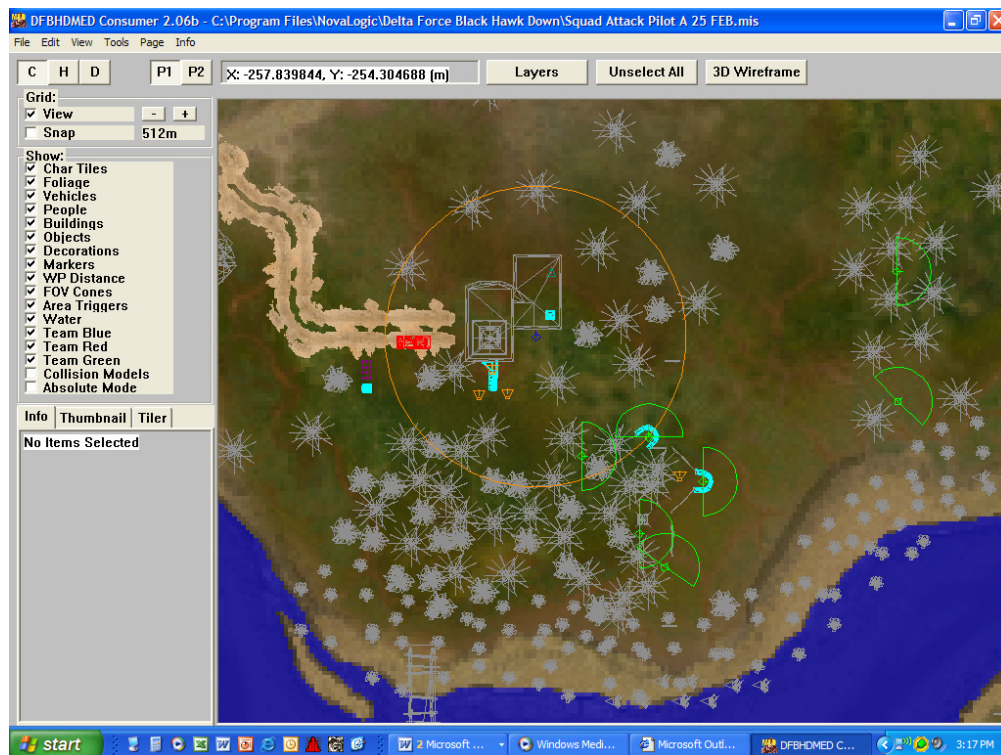 DFBHDMED Consumer 2.06b - C:\Program Files\NovaLogic\Delta Force Black Hawk Down\Squad Attack Pilot A 25 FEB.mis
File Edit View Tools Page Info
C H D P1 P2 X: -257.839844, Y: -254.304688 (m) Layers Unselect All 3D Wireframe
Grid:
View - +
Snap 512m
Show:
Char Tiles
Foliage
Vehicles
People
Buildings
Objects
Decorations
Markers
WP Distance
FOV Cones
Area Triggers
Water
Team Blue
Team Red
Team Green
Collision Models
Absolute Mode
Info Thumbnail Tiler
No Items Selected
start 2 Microsoft ... Windows Medi... Microsoft Outl... DFBHDMED C... 3:17 PM